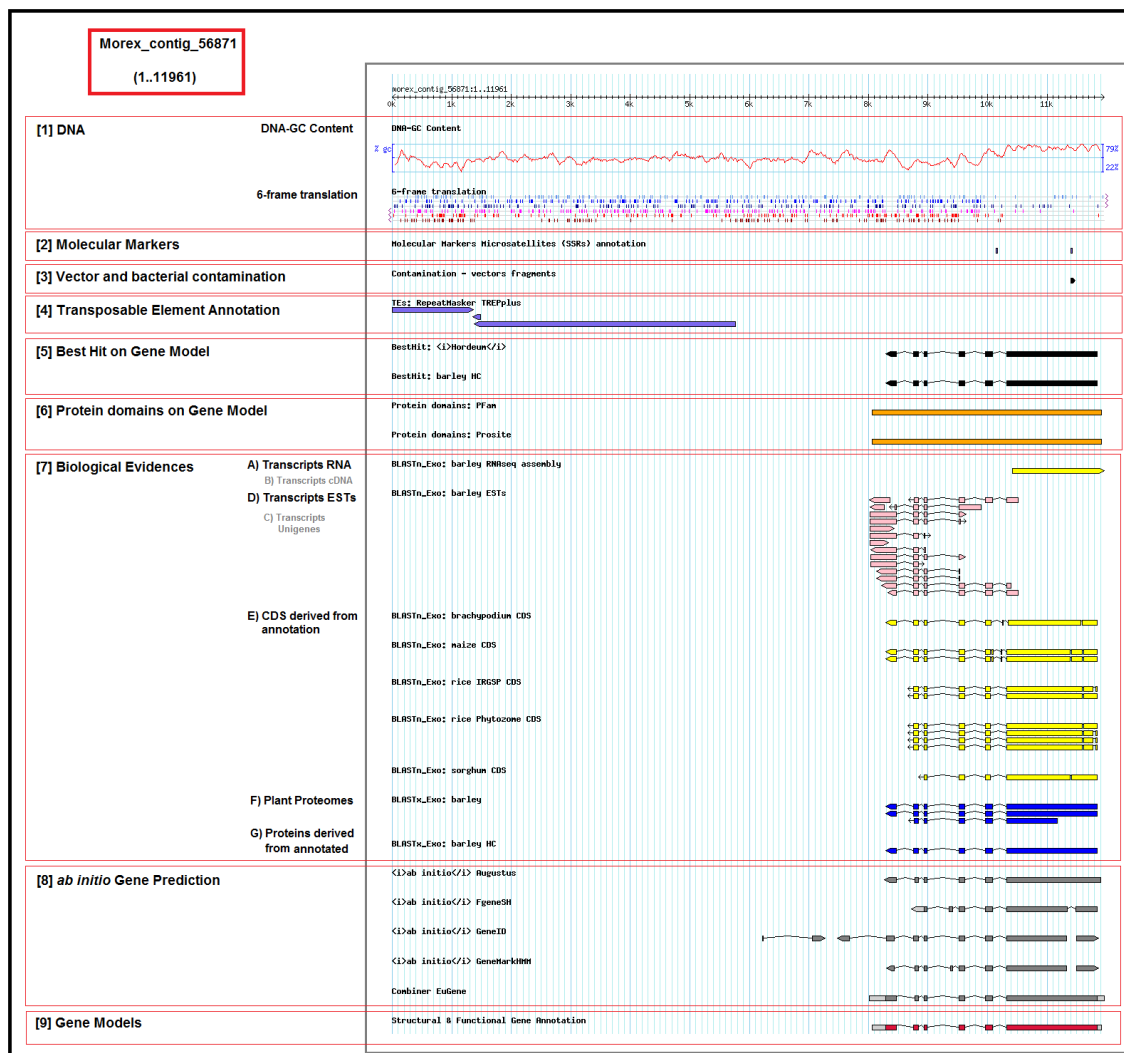 Morex_contig_56871
(1..11961)
morex_contig_56871:1..11961
0k 1k 2k 3k 4k 5k 6k 7k 8k 9k 10k 11k
[1] DNA
DNA-GC Content
DNA-GC Content
% gc
79%
22%
6-frame translation
6-frame translation
[2] Molecular Markers
Molecular Markers Microsatellites (SSRs) annotation
[3] Vector and bacterial contamination
Contamination - vectors fragments
[4] Transposable Element Annotation
TEs: RepeatMasker TREPplus
[5] Best Hit on Gene Model
BestHit: <i>Hordeum</i>
BestHit: barley HC
[6] Protein domains on Gene Model
Protein domains: PFam
Protein domains: Prosite
[7] Biological Evidences
A) Transcripts RNA
BLASTn_Exo: barley RNAseq assembly
B) Transcripts cDNA
D) Transcripts ESTs
BLASTn_Exo: barley ESTs
C) Transcripts
Unigenes
E) CDS derived from
annotation
BLASTn_Exo: brachypodium CDS
BLASTn_Exo: maize CDS
BLASTn_Exo: rice IRGSP CDS
BLASTn_Exo: rice Phytozome CDS
BLASTn_Exo: sorghum CDS
F) Plant Proteomes
BLASTx_Exo: barley
G) Proteins derived
from annotated
BLASTx_Exo: barley HC
[8] ab initio Gene Prediction
<i>ab initio</i> Augustus
<i>ab initio</i> FgeneSH
<i>ab initio</i> GeneID
<i>ab initio</i> GeneMarkHMM
Combiner EuGene
[9] Gene Models
Structural & Functional Gene Annotation